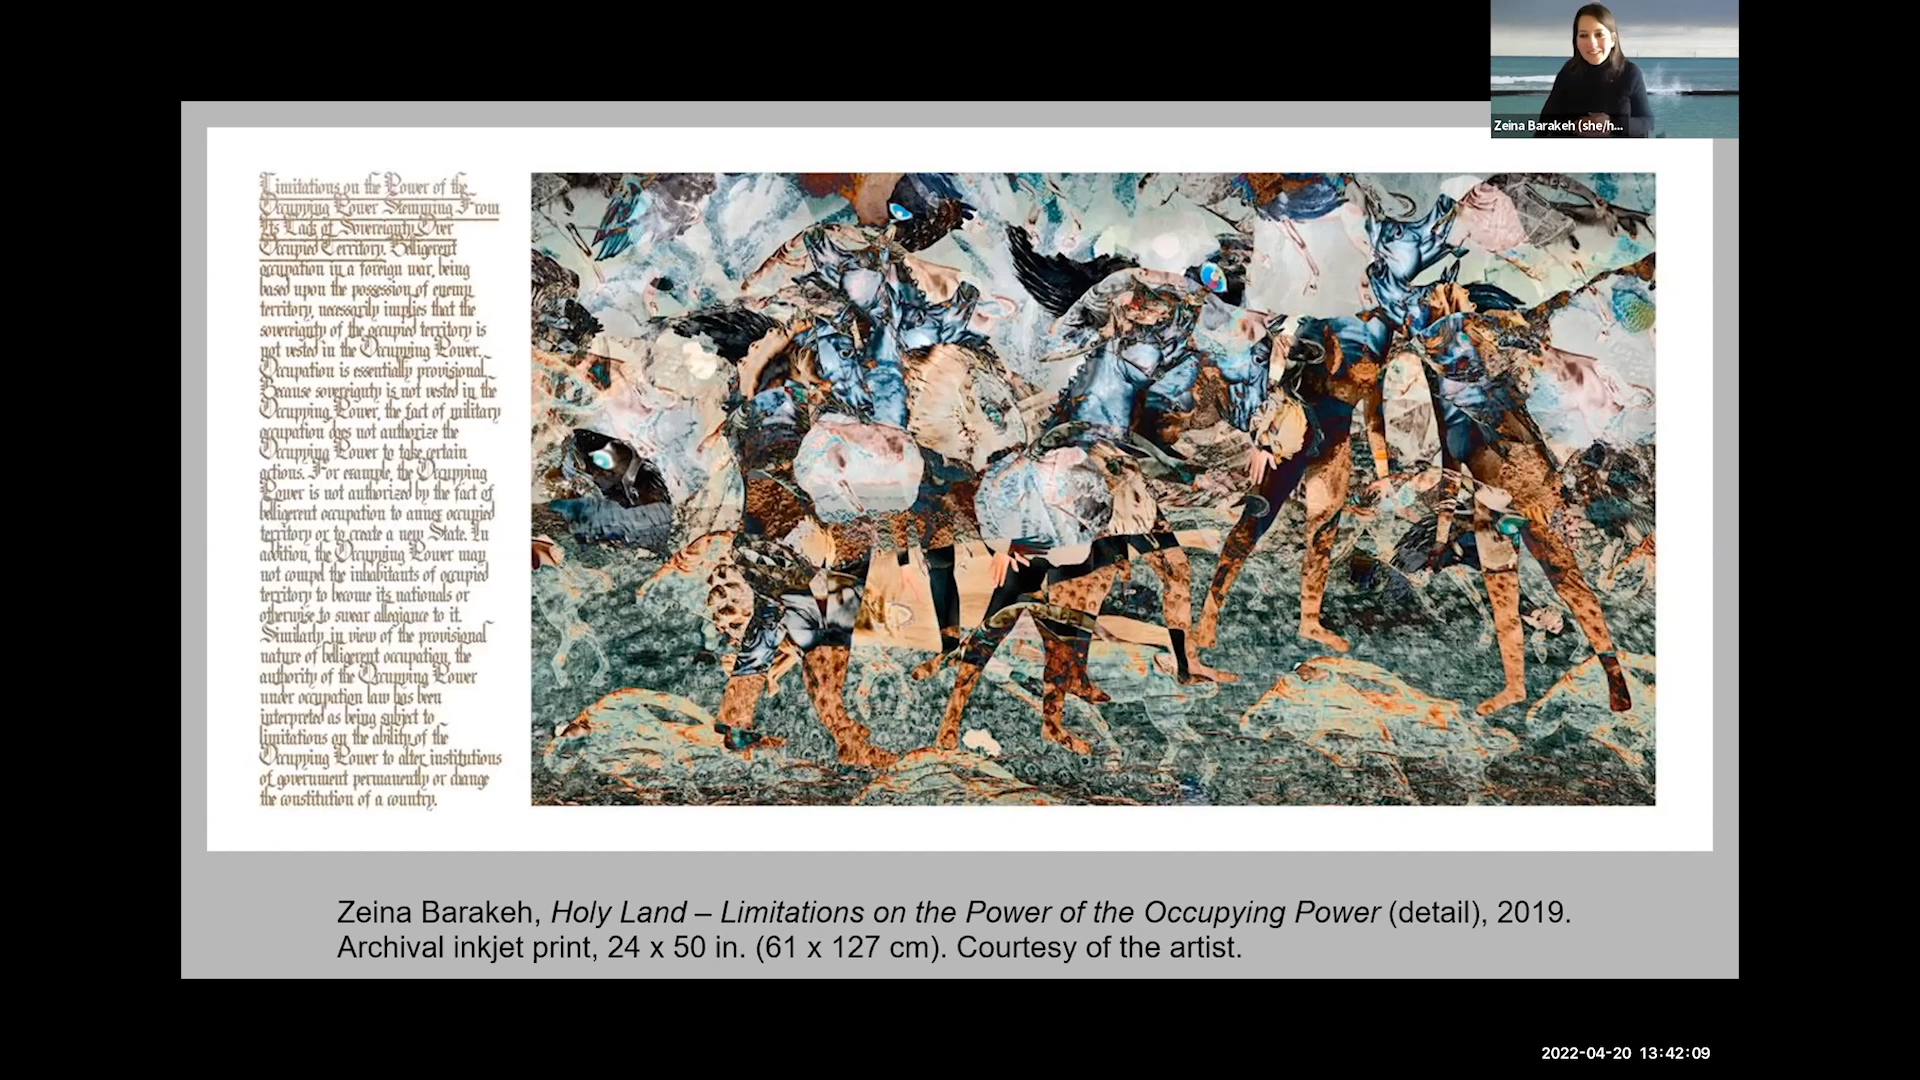 Zeina Barakeh (she/h...
Limitations on the Power of the
Occupying Power Stemming From
Its Lack of Sovereignty Over
Occupied Territory. Belligerent
occupation in a foreign war, being
based upon the possession of enemy
territory, necessarily implies that the
sovereignty of the occupied territory is
not vested in the Occupying Power.
Occupation is essentially provisional.
Because sovereignty is not vested in the
Occupying Power, the fact of military
occupation does not authorize the
Occupying Power to take certain
actions. For example, the Occupying
Power is not authorized by the fact of
belligerent occupation to annex occupied
territory or to create a new State. In
addition, the Occupying Power may
not compel the inhabitants of occupied
territory to become its nationals or
otherwise to swear allegiance to it.
Similarly, in view of the provisional
nature of belligerent occupation, the
authority of the Occupying Power
under occupation law has been
interpreted as being subject to
limitations on the ability of the
Occupying Power to alter institutions
of government permanently or change
the constitution of a country.
Zeina Barakeh, Holy Land – Limitations on the Power of the Occupying Power (detail), 2019.
Archival inkjet print, 24 x 50 in. (61 x 127 cm). Courtesy of the artist.
2022-04-20 13:42:09